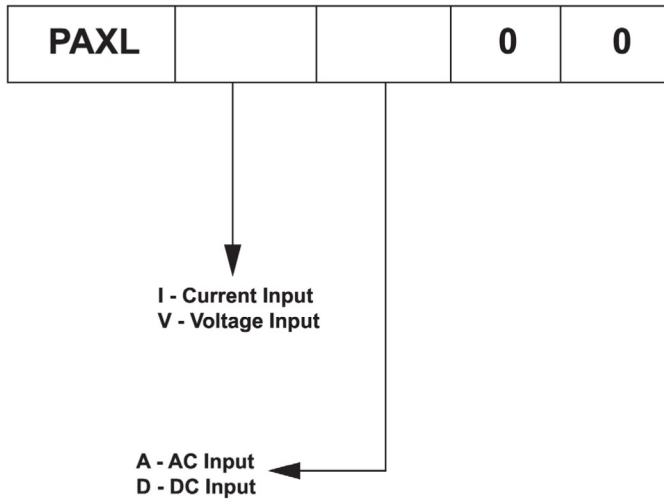 PAXL 0 0
I - Current Input
V - Voltage Input
A - AC Input
D - DC Input